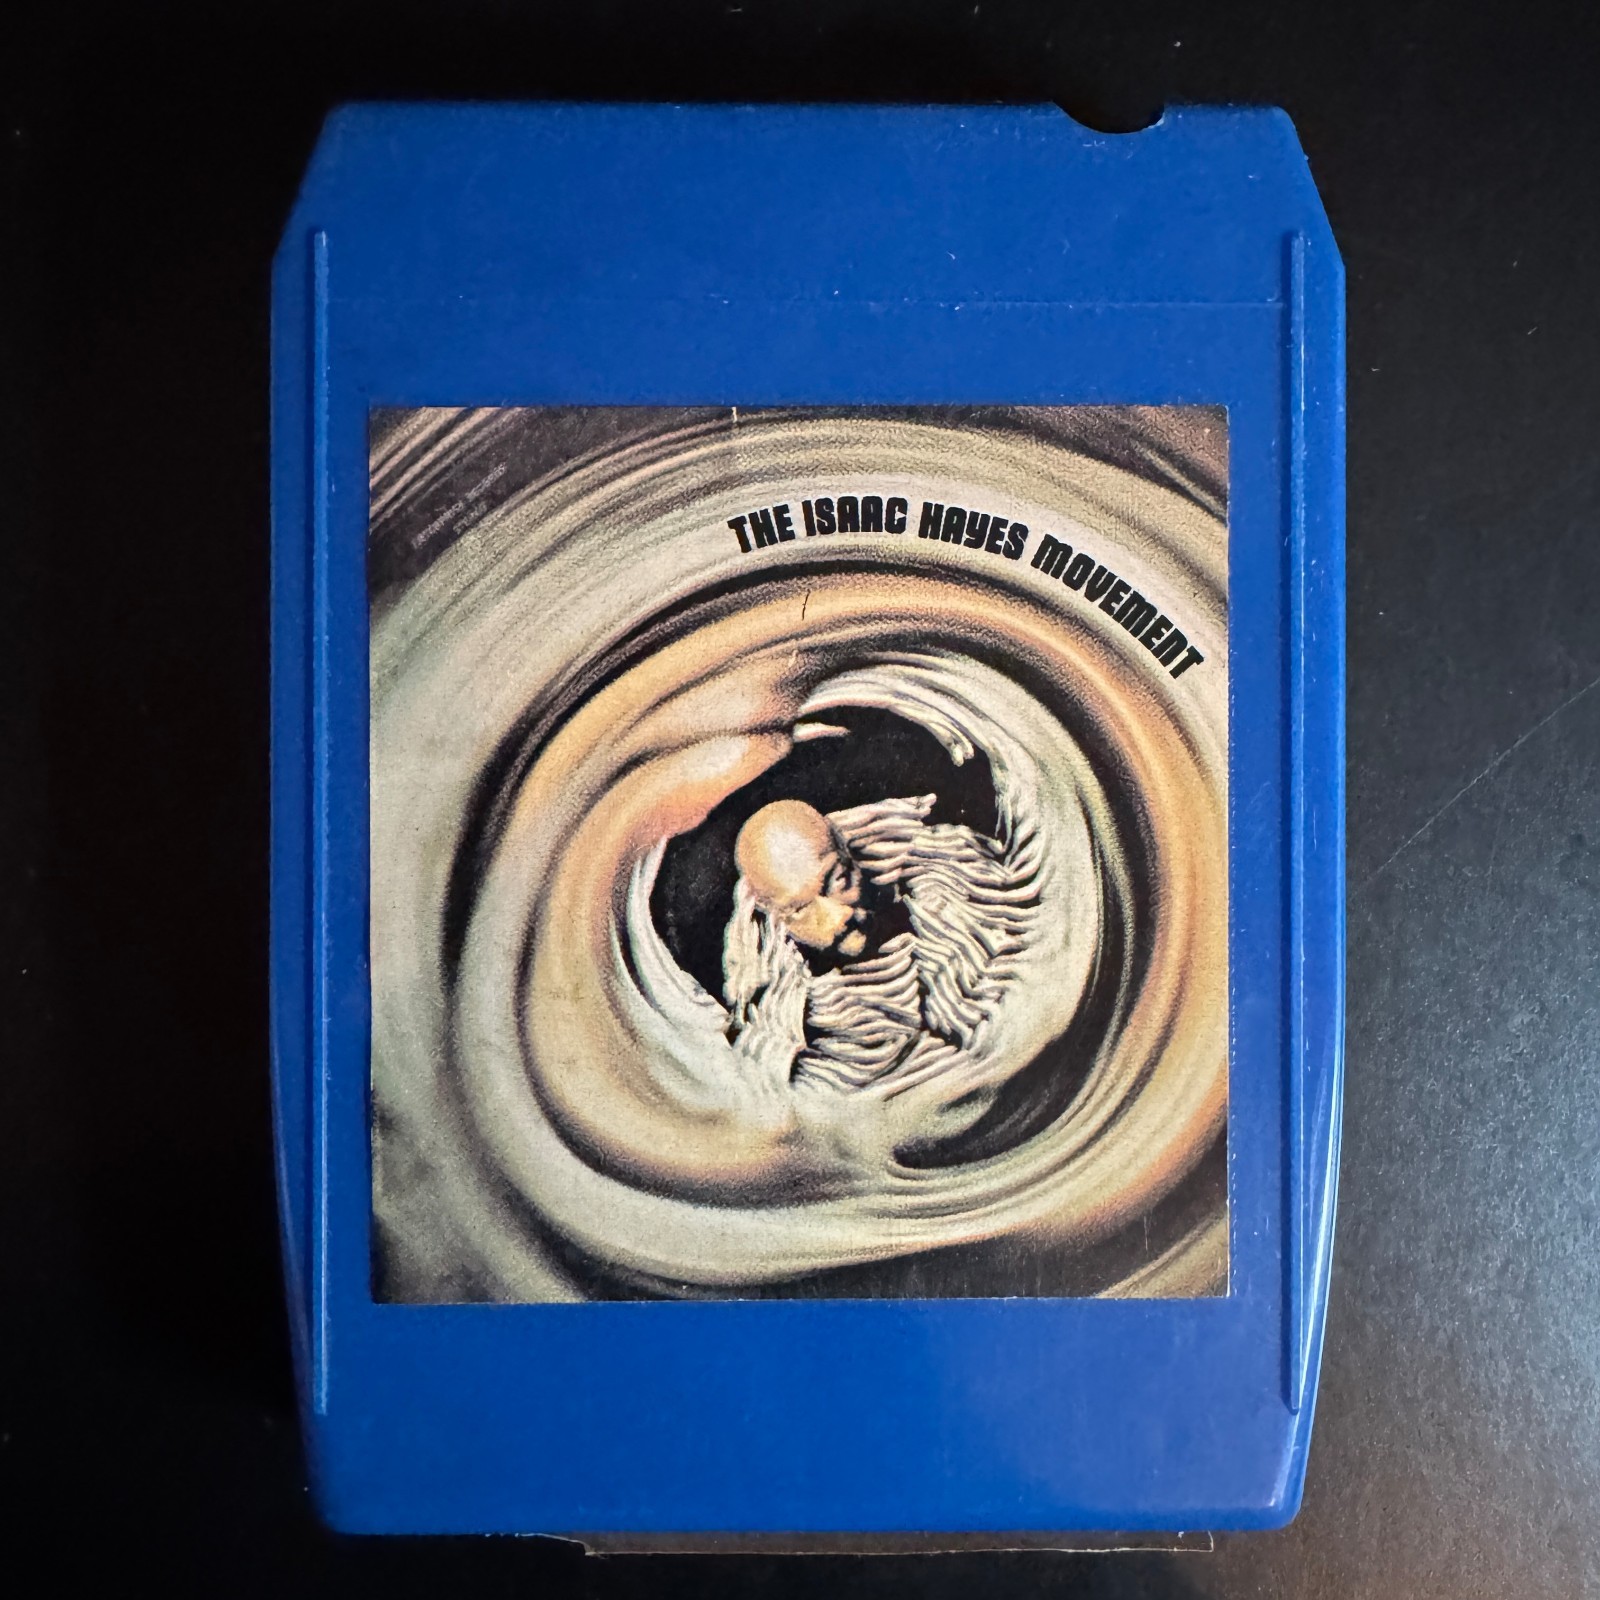 THE ISAAC HAYES MOVEMENT